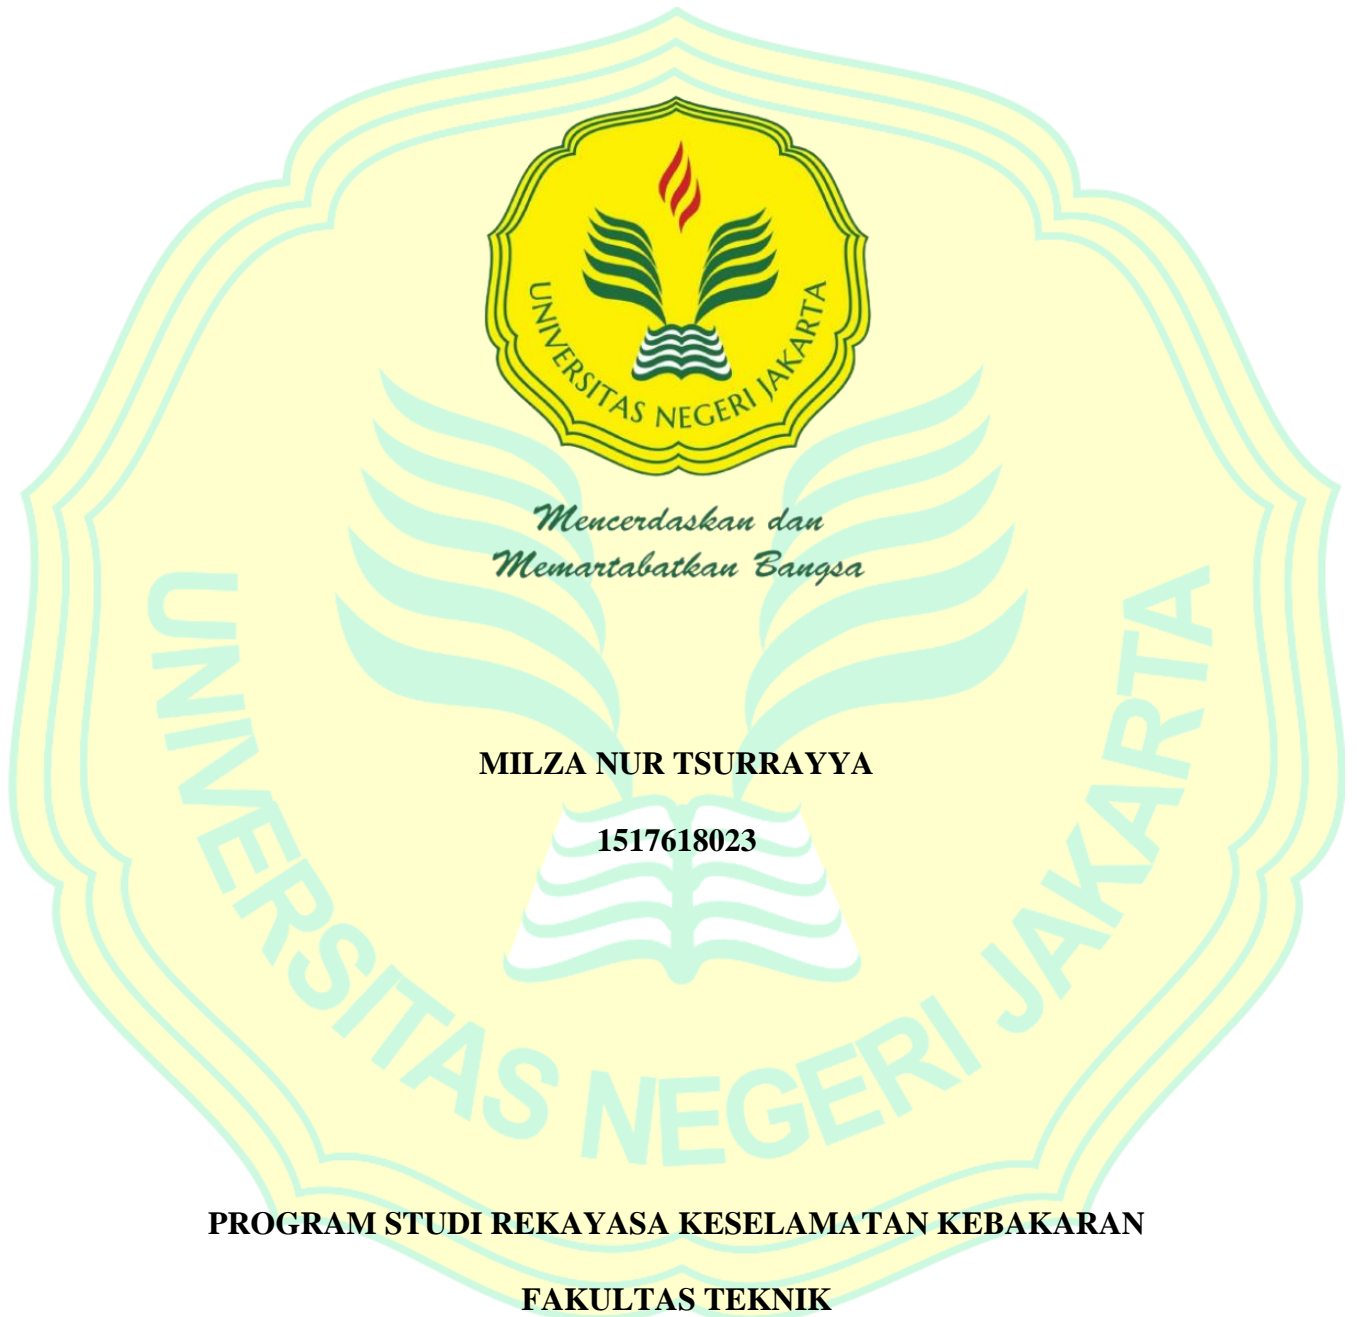 UNIVERSITAS NEGERI JAKARTA
Mencerdaskan dan
Memartabatkan Bangsa
UNIVERSITAS NEGERI JAKARTA
MILZA NUR TSURRAYYA
1517618023
PROGRAM STUDI REKAYASA KESELAMATAN KEBAKARAN
FAKULTAS TEKNIK